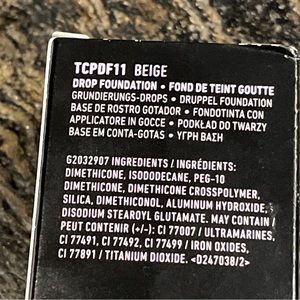 TCPDF11 BEIGE
DROP FOUNDATION • FOND DE TEINT GOUTTE
GRUNDIERUNGS-DROPS • DRUPPEL FOUNDATION
BASE DE ROSTRO GOTADOR • FONDOTINTA CON
APPLICATORE IN GOCCE • PODKŁAD DO TWARZY
BASE EM CONTA-GOTAS • ΥΓΡΗ ΒΑΣΗ
G2032907 INGREDIENTS / INGRÉDIENTS:
DIMETHICONE, ISODODECANE, PEG-10
DIMETHICONE, DIMETHICONE CROSSPOLYMER,
SILICA, DIMETHICONOL, ALUMINUM HYDROXIDE,
DISODIUM STEAROYL GLUTAMATE. MAY CONTAIN /
PEUT CONTENIR (+/-): CI 77007 / ULTRAMARINES,
CI 77491, CI 77492, CI 77499 / IRON OXIDES,
CI 77891 / TITANIUM DIOXIDE. <D247038/2>